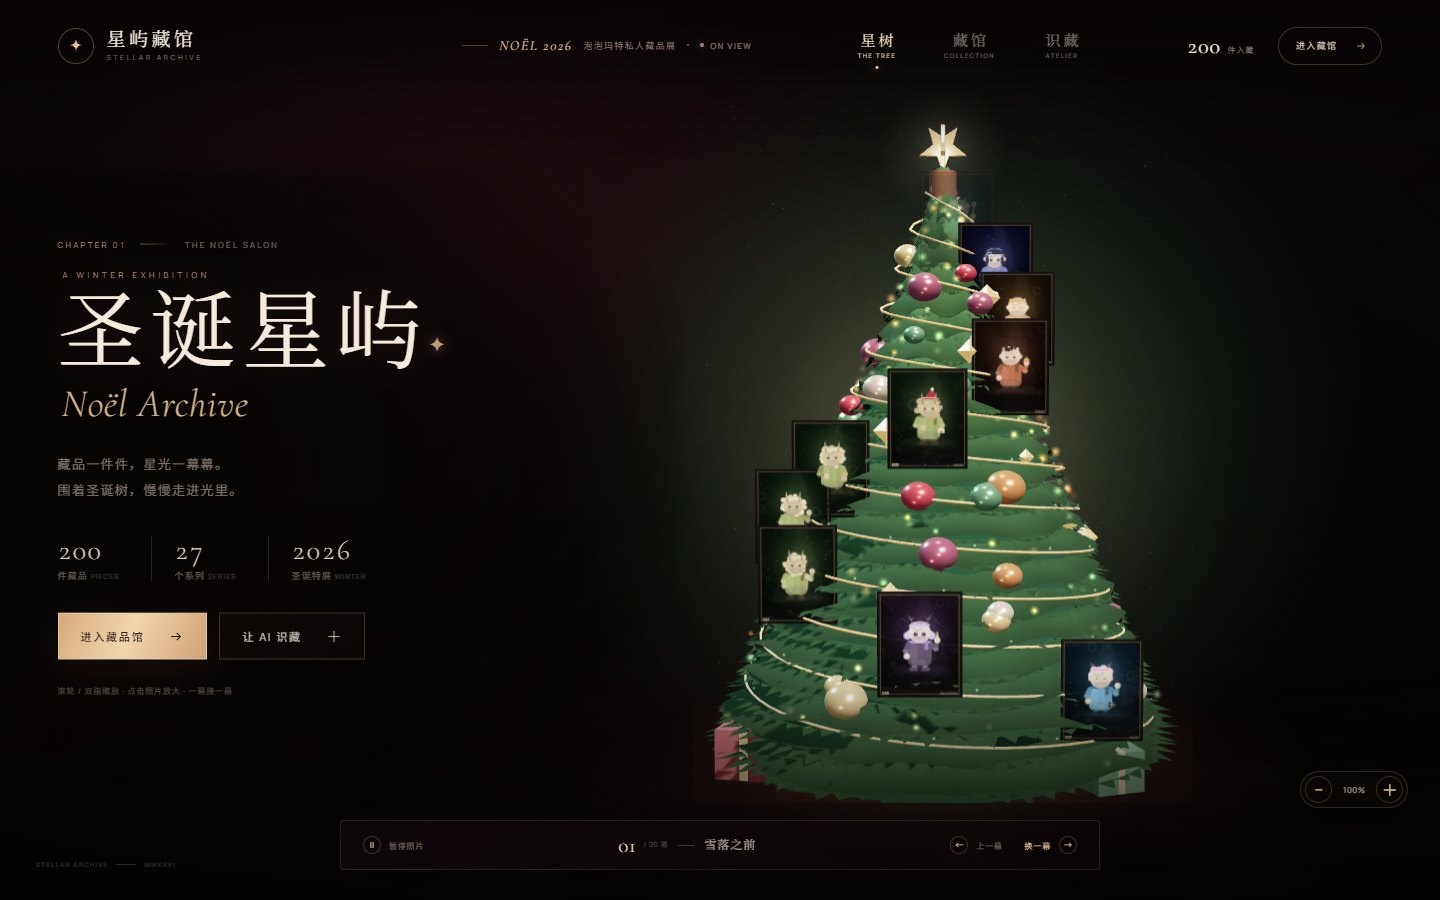 星屿藏馆
STELLAR ARCHIVE
NOËL 2026 泡泡玛特私人藏品展 · ON VIEW
星树
THE TREE
藏馆
COLLECTION
识藏
ATELIER
200 件入藏
进入藏馆 →
CHAPTER 01 — THE NOËL SALON
A WINTER EXHIBITION
圣诞星屿
Noël Archive
藏品一件件，星光一幕幕。
围着圣诞树，慢慢走进光里。
200
件藏品 PIECES
27
个系列 SERIES
2026
圣诞特展 WINTER
进入藏品馆 →
让 AI 识藏 +
滚轮 / 双指缩放 · 点击照片放大 · 一幕接一幕
− 100% +
暂停照片
01 / 20 幕 — 雪落之前
← 上一幕
换一幕 →
STELLAR ARCHIVE — MMXXVI